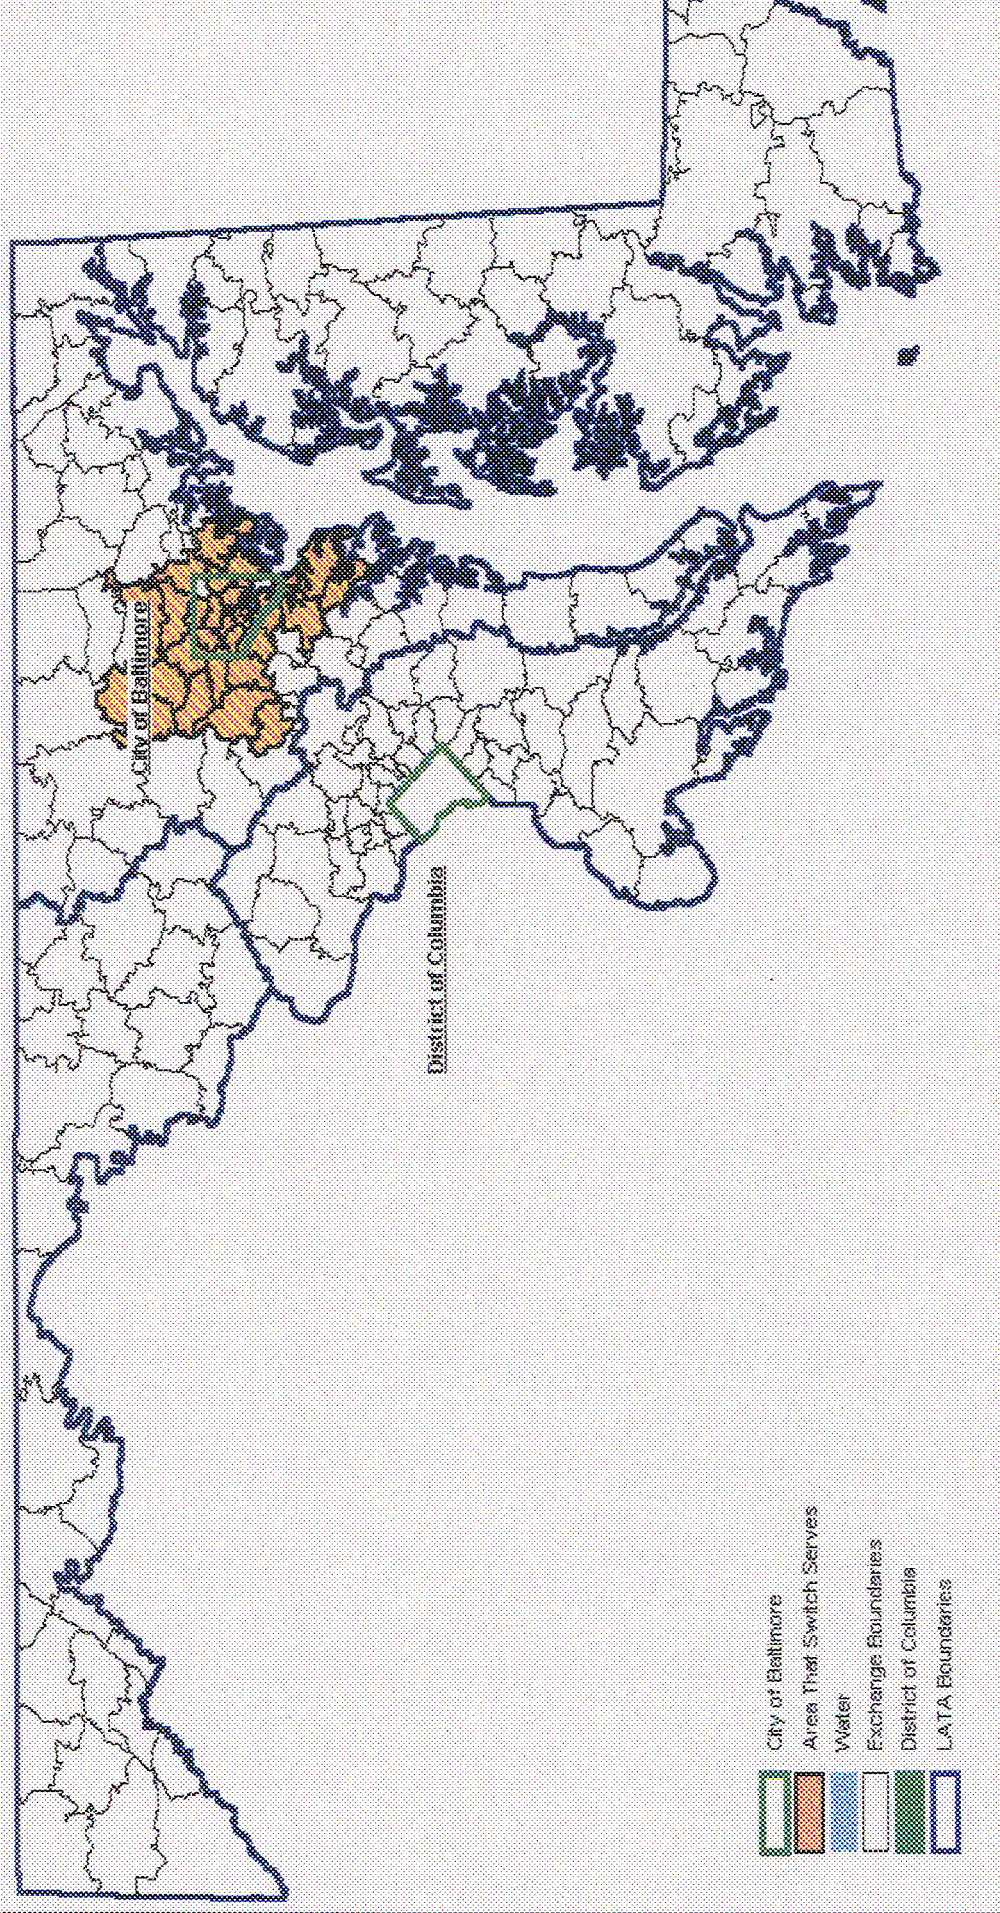 City of Baltimore
District of Columbia
City of Baltimore
Area That Switch Serves
Water
Exchange Boundaries
District of Columbia
LATA Boundaries